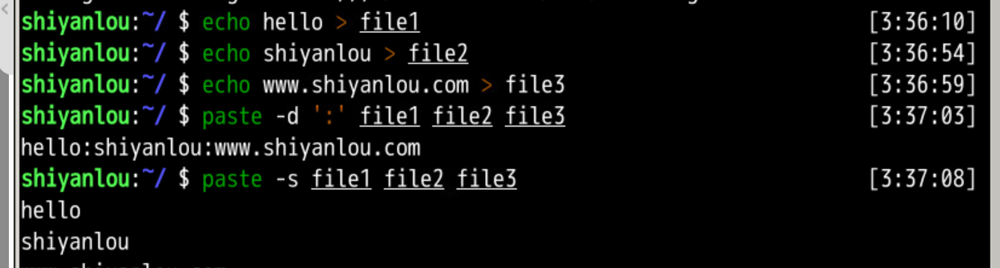 shiyanlou:~/ $ echo hello > file1 [3:36:10]
shiyanlou:~/ $ echo shiyanlou > file2 [3:36:54]
shiyanlou:~/ $ echo www.shiyanlou.com > file3 [3:36:59]
shiyanlou:~/ $ paste -d ':' file1 file2 file3 [3:37:03]
hello:shiyanlou:www.shiyanlou.com
shiyanlou:~/ $ paste -s file1 file2 file3 [3:37:08]
hello
shiyanlou